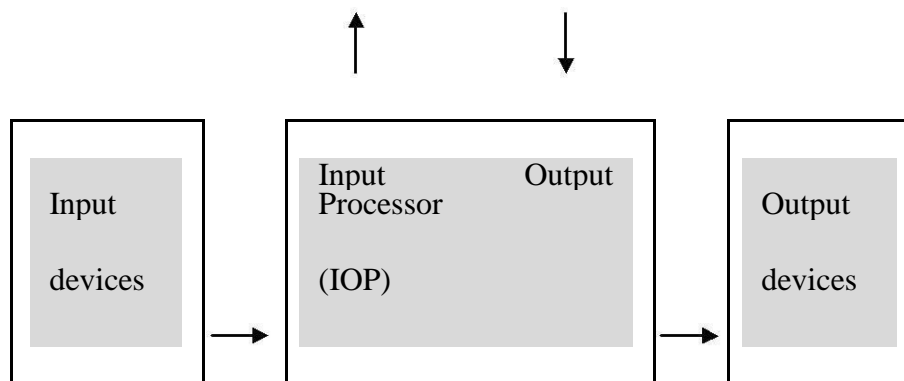 Input
devices
Input Output
Processor
(IOP)
Output
devices